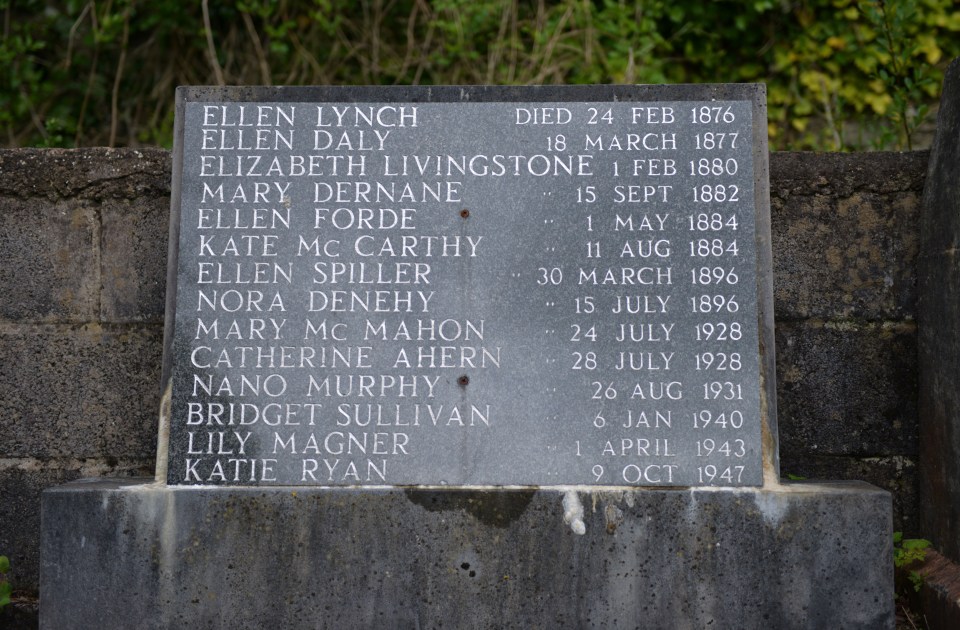 ELLEN LYNCH DIED 24 FEB 1876
ELLEN DALY 18 MARCH 1877
ELIZABETH LIVINGSTONE 1 FEB 1880
MARY DERNANE " 15 SEPT 1882
ELLEN FORDE " 1 MAY 1884
KATE Mc CARTHY " 11 AUG 1884
ELLEN SPILLER " 30 MARCH 1896
NORA DENEHY " 15 JULY 1896
MARY Mc MAHON " 24 JULY 1928
CATHERINE AHERN " 28 JULY 1928
NANO MURPHY " 26 AUG 1931
BRIDGET SULLIVAN " 6 JAN 1940
LILY MAGNER " 1 APRIL 1943
KATIE RYAN " 9 OCT 1947